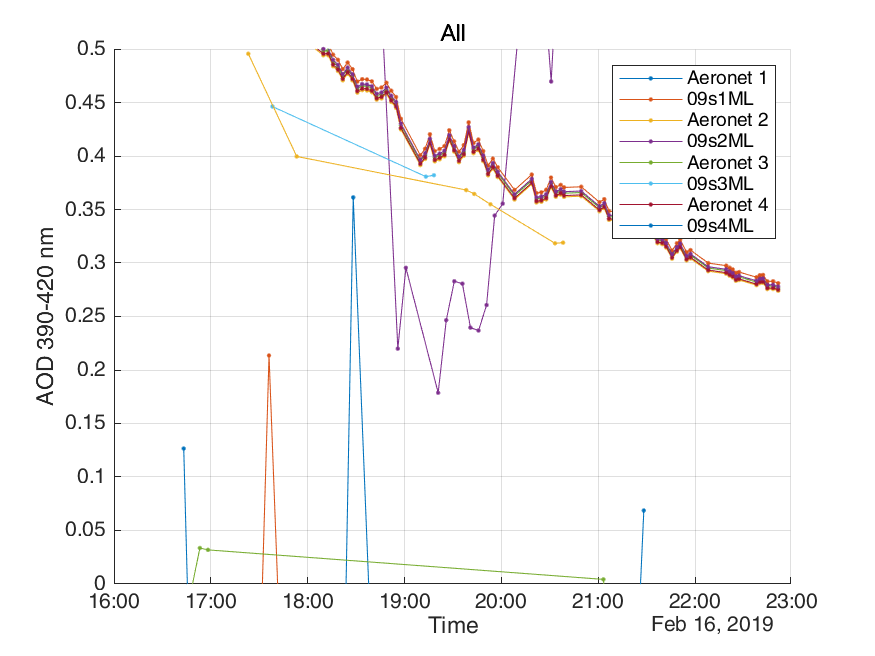 All
0.5
0.45
0.4
0.35
0.3
0.25
0.2
0.15
0.1
0.05
0
AOD 390-420 nm
Aeronet 1
09s1ML
Aeronet 2
09s2ML
Aeronet 3
09s3ML
Aeronet 4
09s4ML
16:00 17:00 18:00 19:00 20:00 21:00 22:00 23:00
Time
Feb 16, 2019